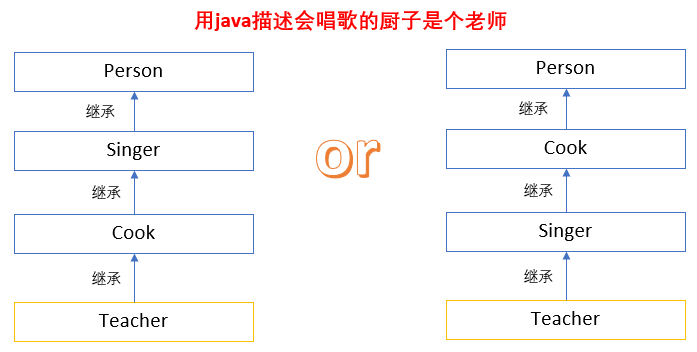 用java描述会唱歌的厨子是个老师
Person
继承
Singer
继承
Cook
继承
Teacher
or
Person
继承
Cook
继承
Singer
继承
Teacher